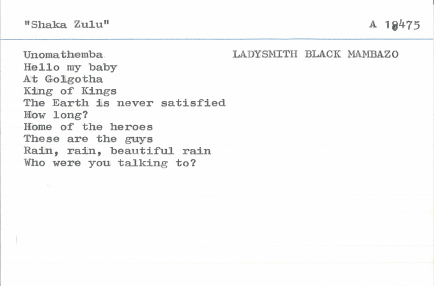 "Shaka Zulu" A 18475
Unomathemba LADYSMITH BLACK MAMBAZO
Hello my baby
At Golgotha
King of Kings
The Earth is never satisfied
How long?
Home of the heroes
These are the guys
Rain, rain, beautiful rain
Who were you talking to?